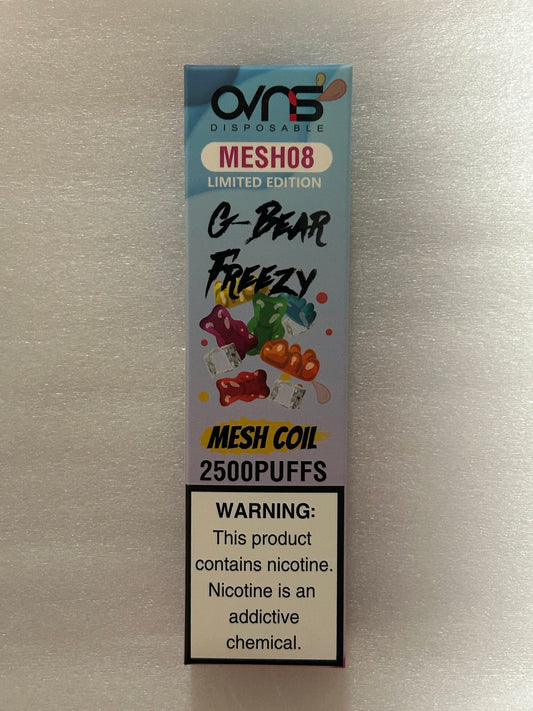 OVNS
DISPOSABLE
MESH08
LIMITED EDITION
G-BEAR
FREEZY
MESH COIL
2500PUFFS
WARNING:
This product
contains nicotine.
Nicotine is an
addictive
chemical.